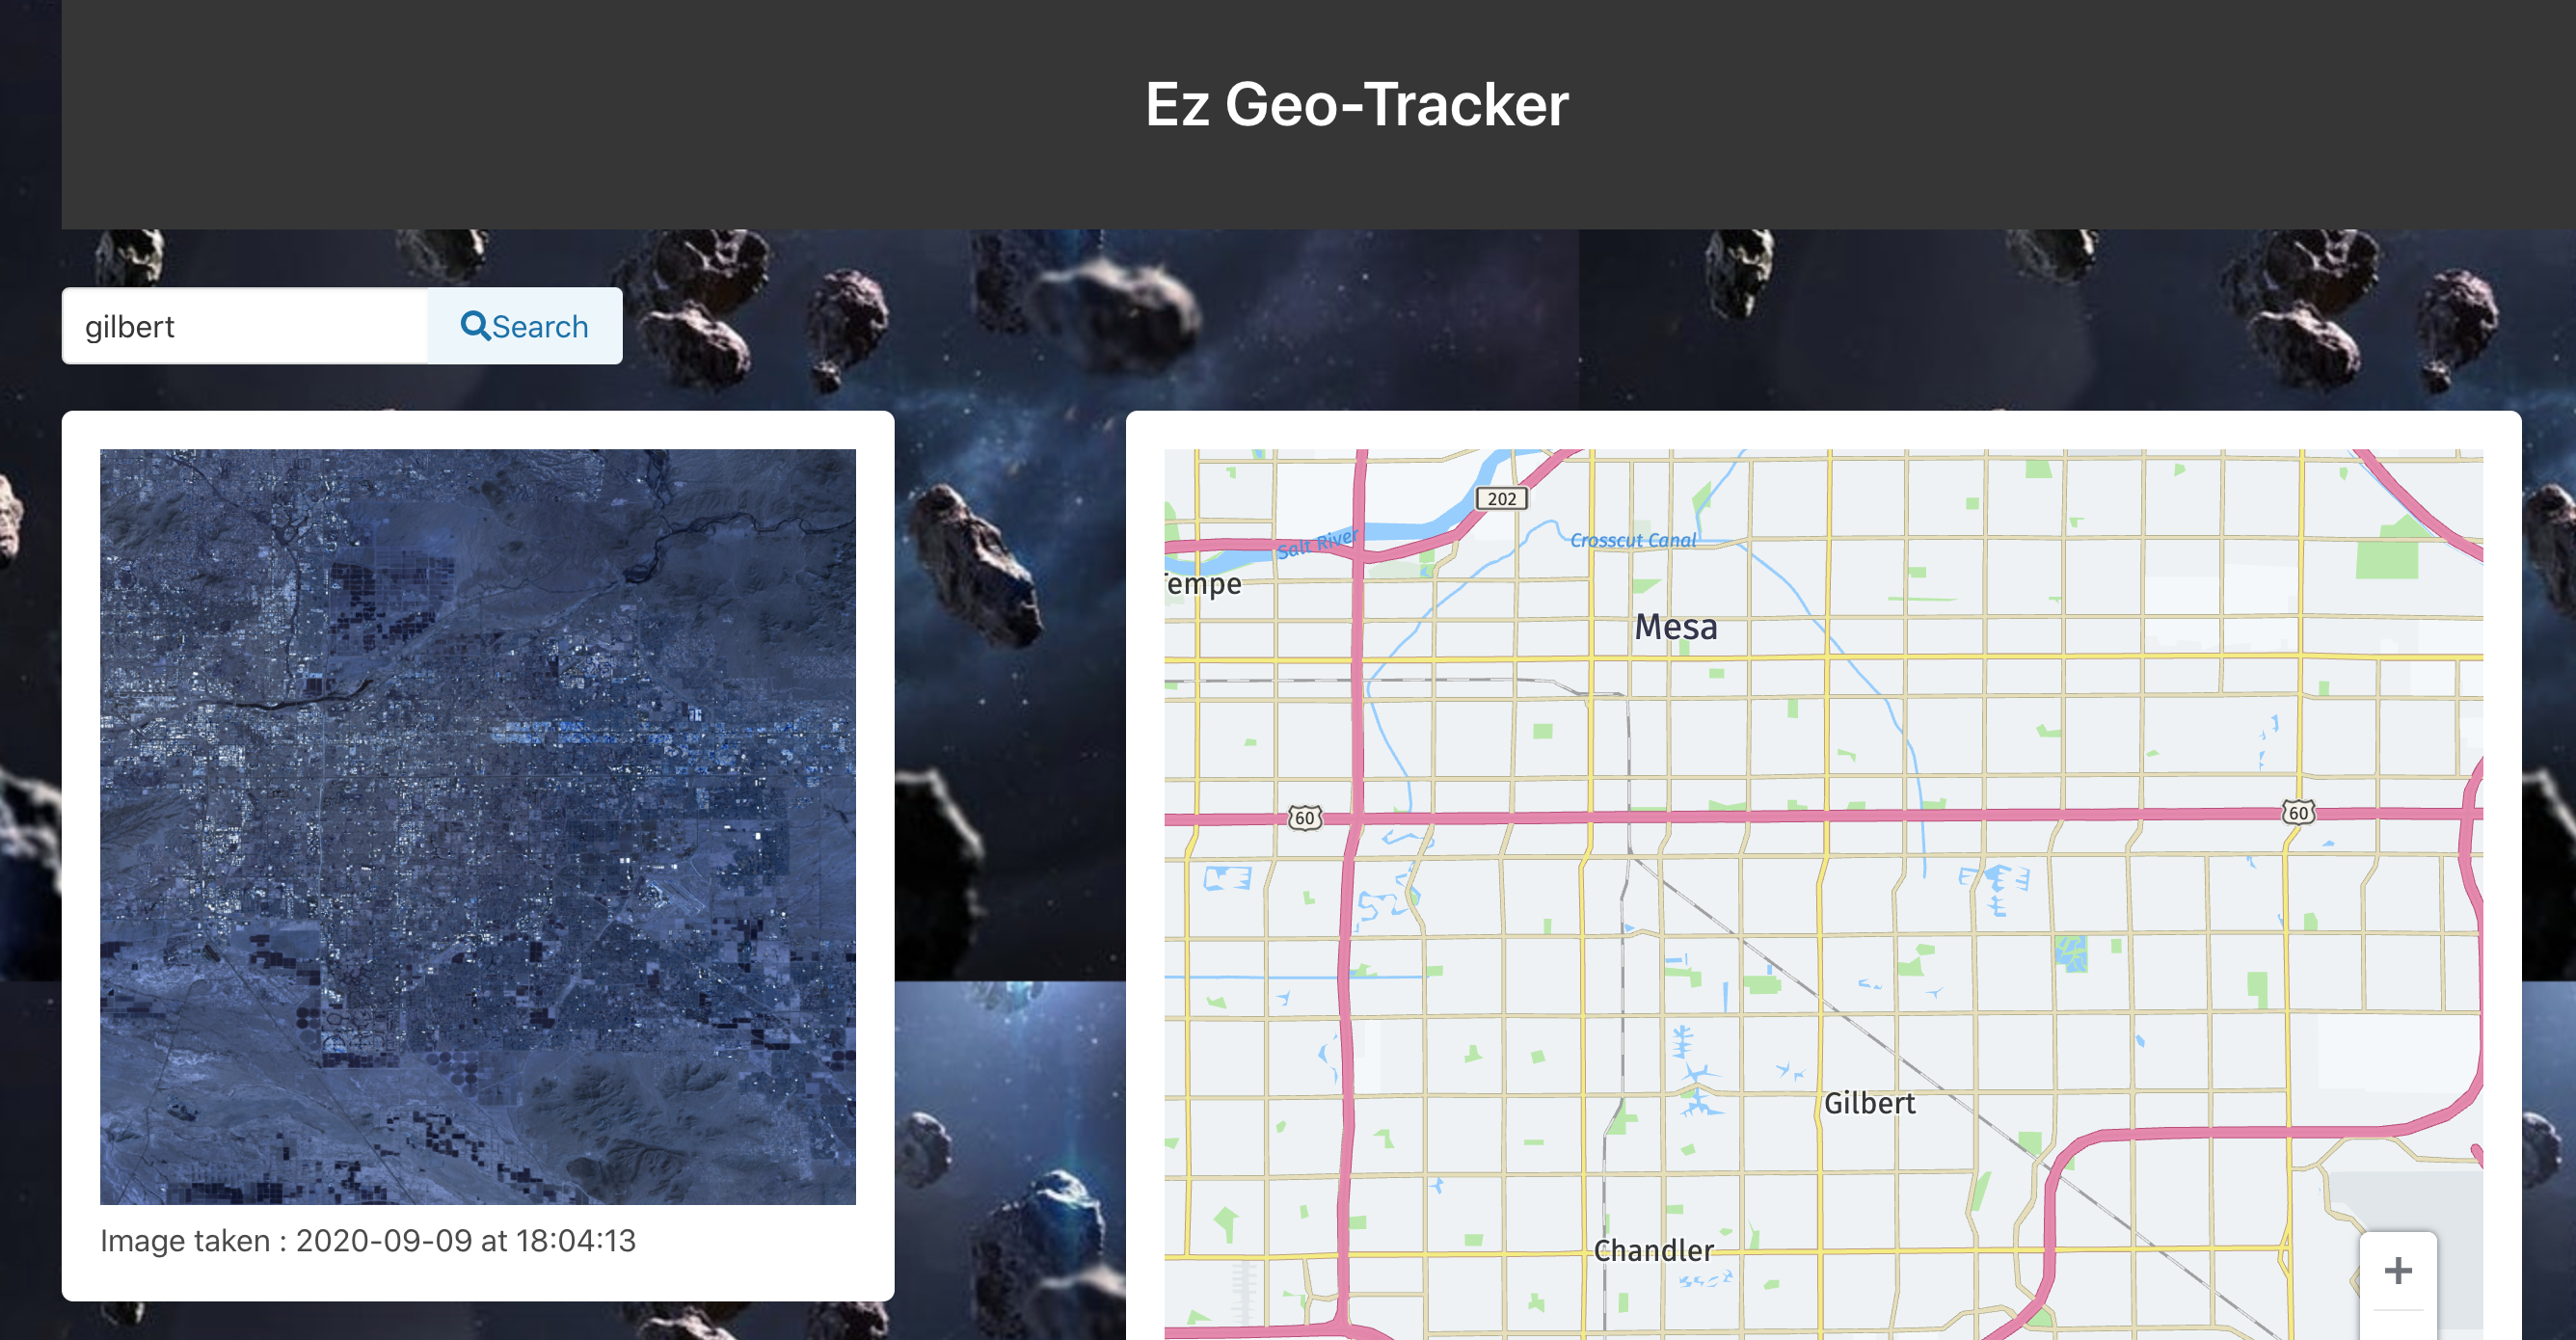 Ez Geo-Tracker
gilbert
Search
Image taken : 2020-09-09 at 18:04:13
202
Salt River
Crosscut Canal
Tempe
Mesa
60
60
Gilbert
Chandler
+